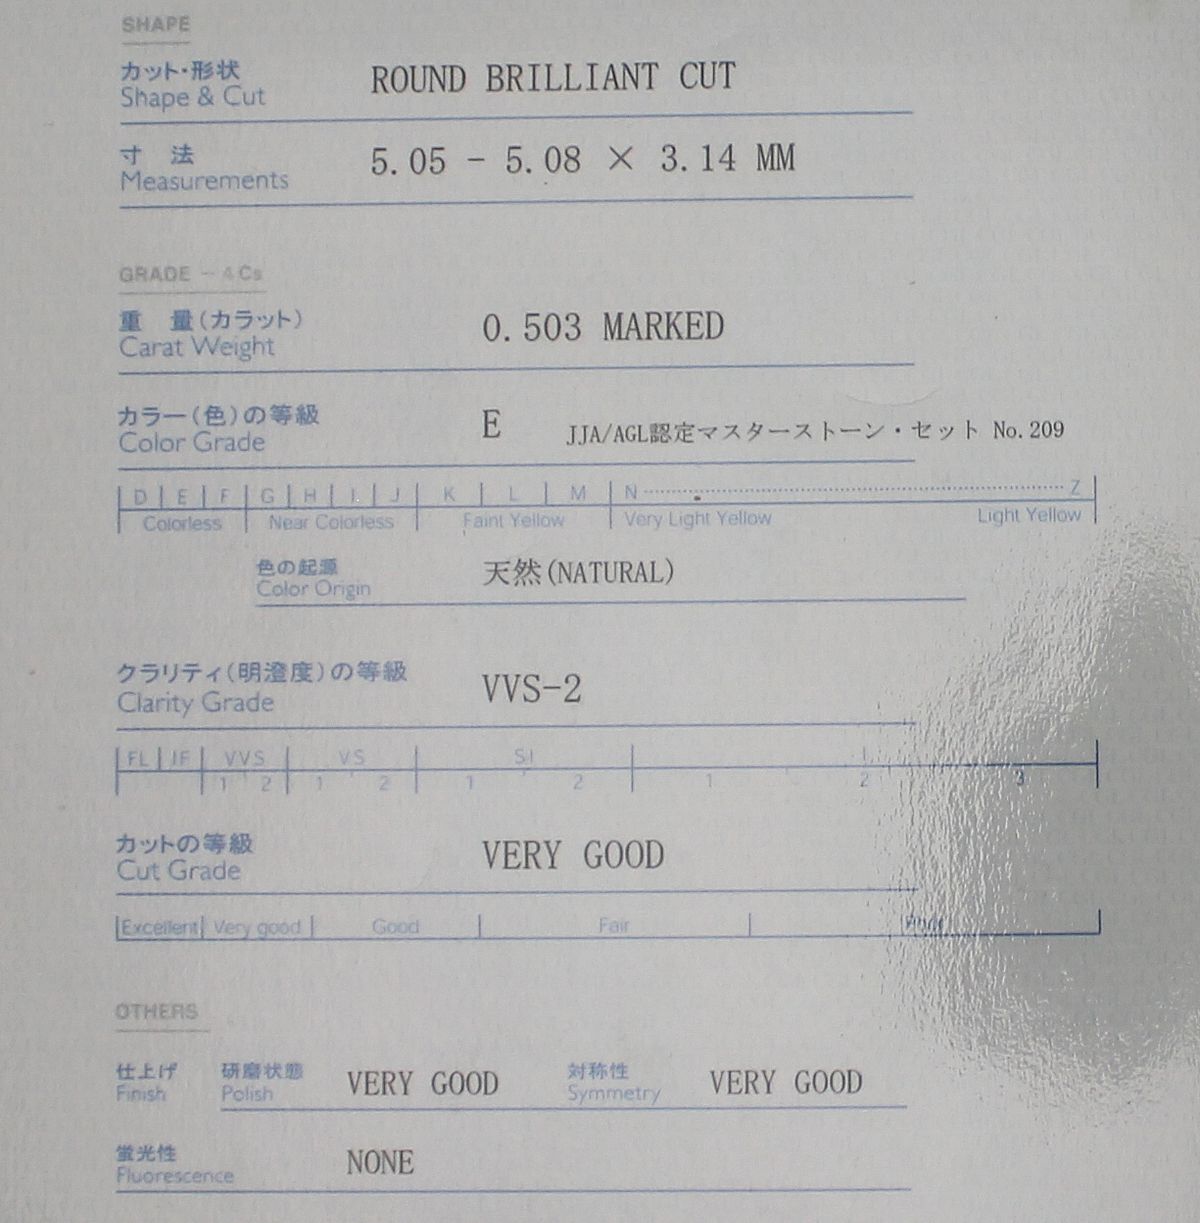 SHAPE
カット・形状
Shape & Cut
ROUND BRILLIANT CUT
寸 法
Measurements
5.05 - 5.08 × 3.14 MM
GRADE - 4Cs
重 量(カラット)
Carat Weight
0.503 MARKED
カラー(色)の等級
Color Grade
E JJA/AGL認定マスターストーン・セット No.209
D E F G H I J K L M N Z
Colorless Near Colorless Faint Yellow Very Light Yellow Light Yellow
色の起源
Color Origin
天然(NATURAL)
クラリティ(明澄度)の等級
Clarity Grade
VVS-2
FL IF VVS VS SI I
1 2 1 2 1 2 1 2 3
カットの等級
Cut Grade
VERY GOOD
Excellent Very good Good Fair Poor
OTHERS
仕上げ 研磨状態 VERY GOOD 対称性 VERY GOOD
Finish Polish Symmetry
蛍光性
Fluorescence
NONE